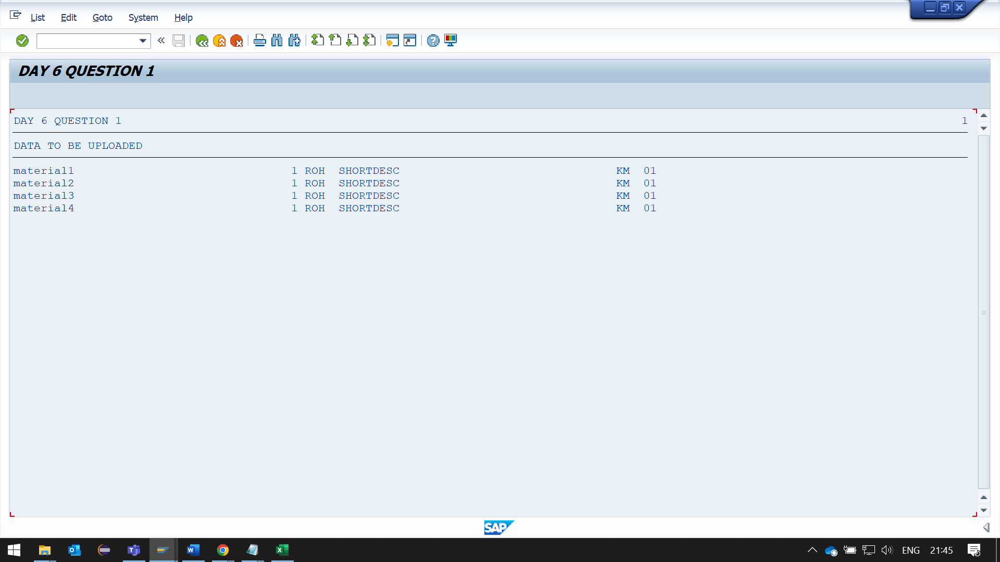 List Edit Goto System Help
DAY 6 QUESTION 1
DAY 6 QUESTION 1 1
DATA TO BE UPLOADED
material1 1 ROH SHORTDESC KM 01
material2 1 ROH SHORTDESC KM 01
material3 1 ROH SHORTDESC KM 01
material4 1 ROH SHORTDESC KM 01
SAP
ENG 21:45